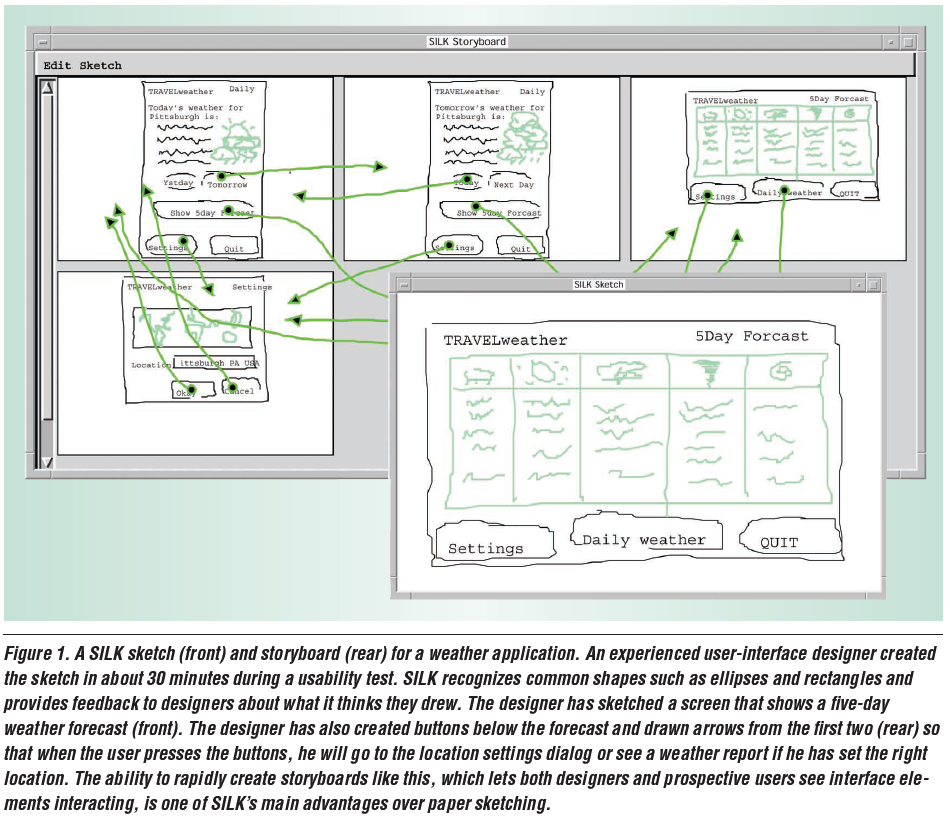 SILK Storyboard
Edit Sketch
TRAVELweather Daily
Today's weather for
Pittsburgh is:
Ystday Tomorrow
Show 5day Forcast
Settings Quit
TRAVELweather Daily
Tomorrow's weather for
Pittsburgh is:
Today Next Day
Show 5day Forcast
Settings Quit
TRAVELweather 5Day Forcast
Settings Daily weather QUIT
TRAVELweather Settings
Location ittsburgh PA USA
Okay Cancel
SILK Sketch
TRAVELweather 5Day Forcast
Settings Daily weather QUIT
Figure 1. A SILK sketch (front) and storyboard (rear) for a weather application. An experienced user-interface designer created
the sketch in about 30 minutes during a usability test. SILK recognizes common shapes such as ellipses and rectangles and
provides feedback to designers about what it thinks they drew. The designer has sketched a screen that shows a five-day
weather forecast (front). The designer has also created buttons below the forecast and drawn arrows from the first two (rear) so
that when the user presses the buttons, he will go to the location settings dialog or see a weather report if he has set the right
location. The ability to rapidly create storyboards like this, which lets both designers and prospective users see interface ele-
ments interacting, is one of SILK's main advantages over paper sketching.